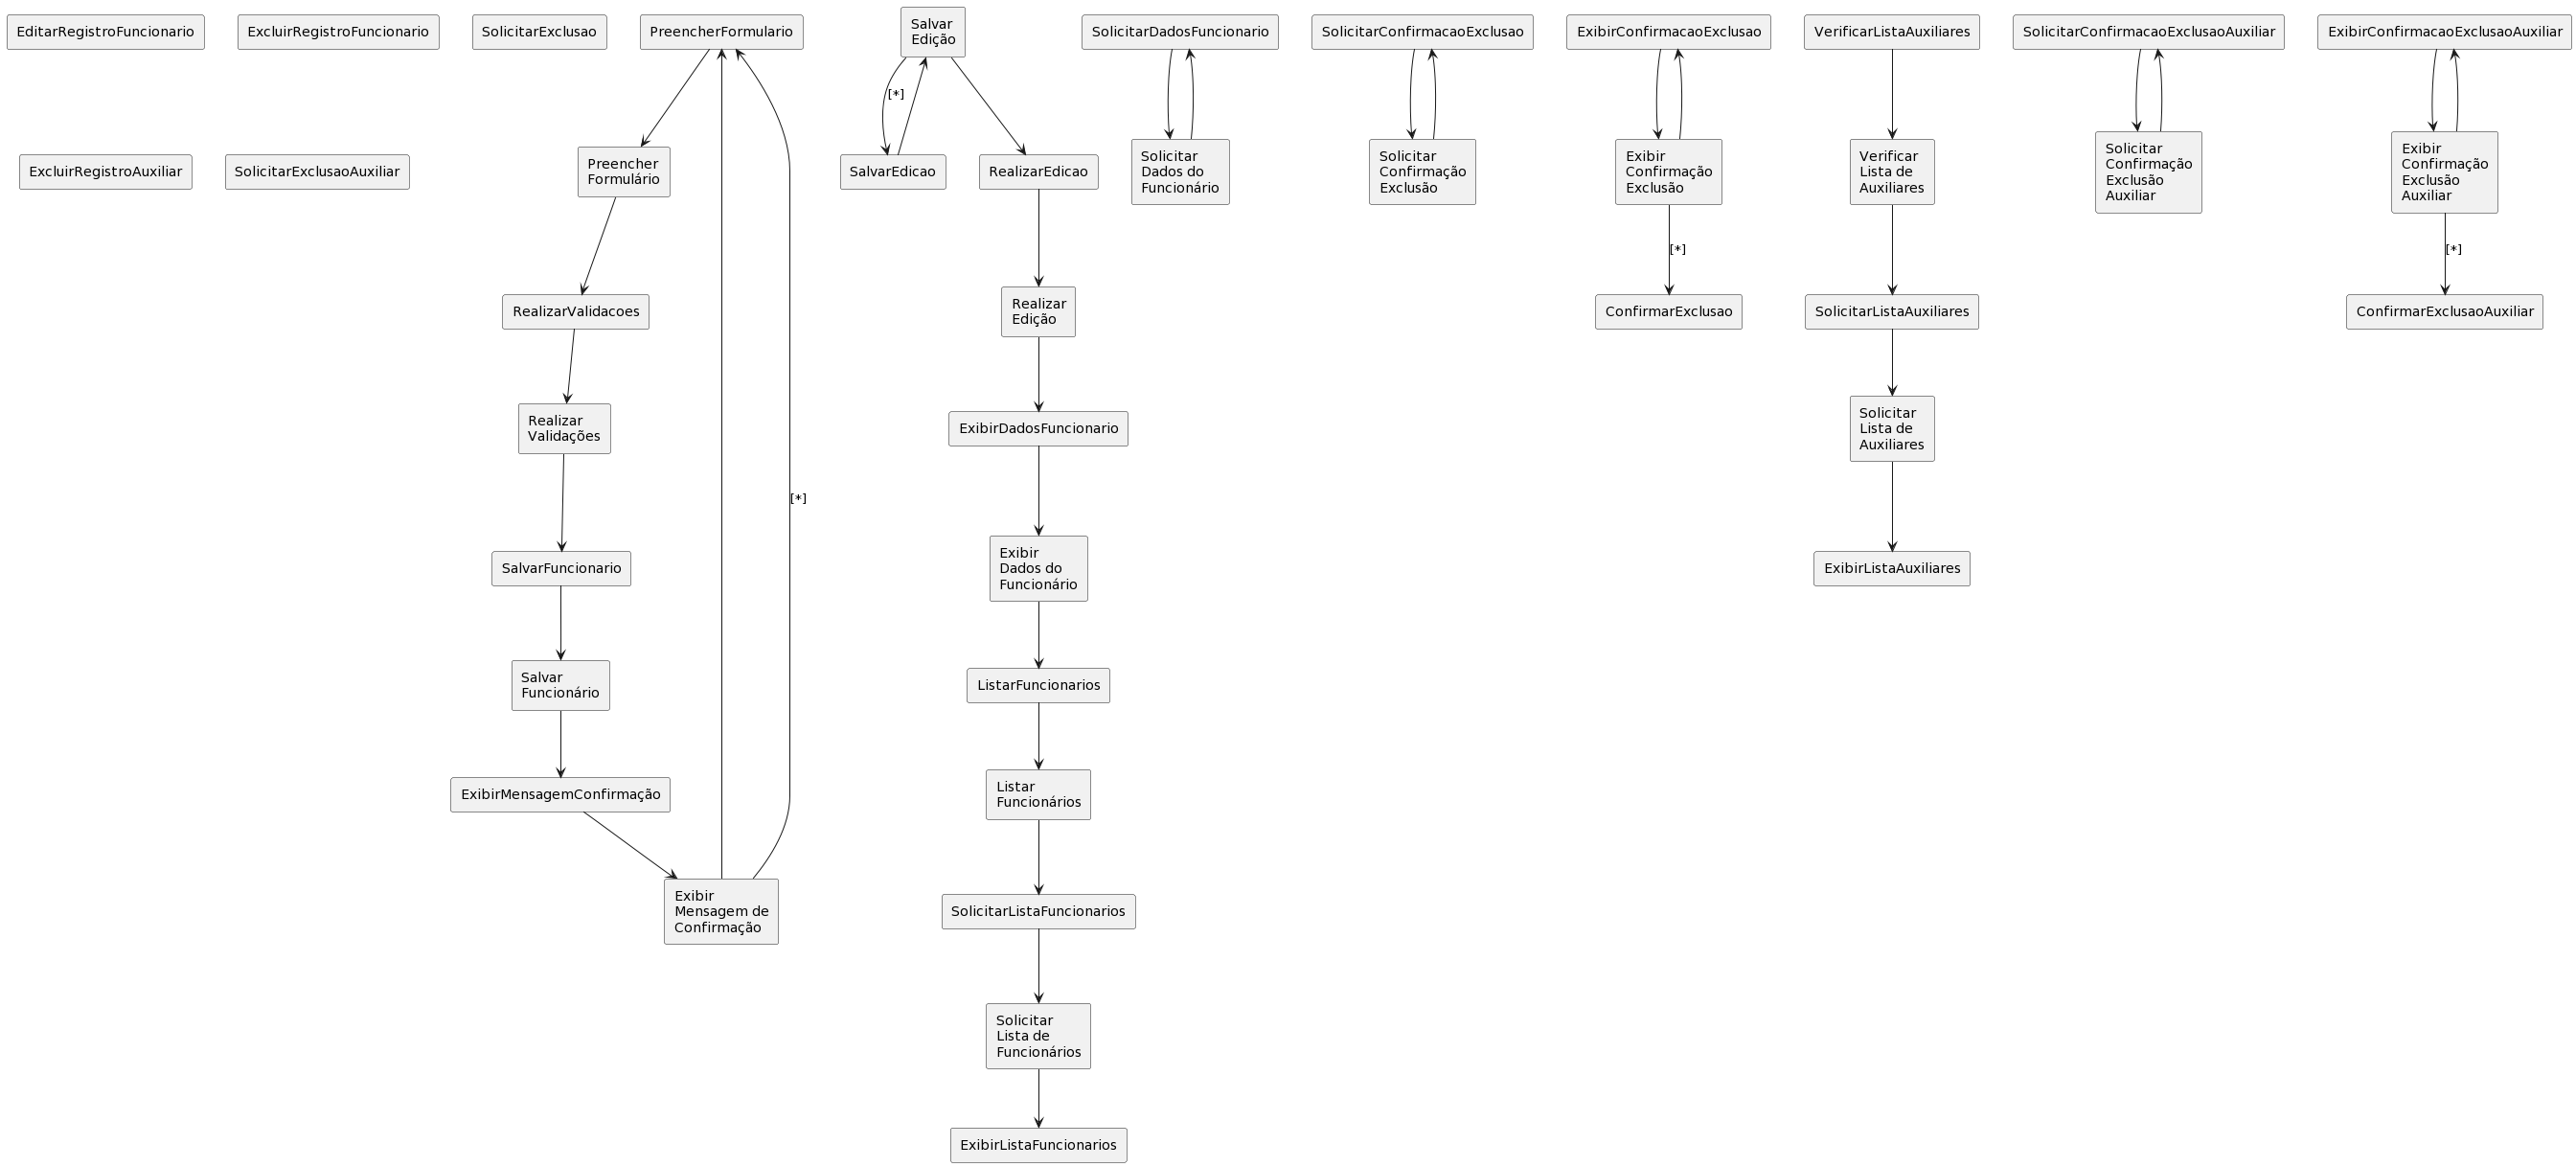 EditarRegistroFuncionario
ExcluirRegistroFuncionario
SolicitarExclusao
PreencherFormulario
Salvar
Edição
SolicitarDadosFuncionario
SolicitarConfirmacaoExclusao
ExibirConfirmacaoExclusao
VerificarListaAuxiliares
SolicitarConfirmacaoExclusaoAuxiliar
ExibirConfirmacaoExclusaoAuxiliar
[*]
ExcluirRegistroAuxiliar
SolicitarExclusaoAuxiliar
Preencher
Formulário
SalvarEdicao
RealizarEdicao
Solicitar
Dados do
Funcionário
Solicitar
Confirmação
Exclusão
Exibir
Confirmação
Exclusão
Verificar
Lista de
Auxiliares
Solicitar
Confirmação
Exclusão
Auxiliar
Exibir
Confirmação
Exclusão
Auxiliar
[*]
[*]
RealizarValidacoes
Realizar
Edição
ConfirmarExclusao
SolicitarListaAuxiliares
ConfirmarExclusaoAuxiliar
Realizar
Validações
ExibirDadosFuncionario
Solicitar
Lista de
Auxiliares
[*]
SalvarFuncionario
Exibir
Dados do
Funcionário
ExibirListaAuxiliares
Salvar
Funcionário
ListarFuncionarios
ExibirMensagemConfirmação
Listar
Funcionários
Exibir
Mensagem de
Confirmação
SolicitarListaFuncionarios
Solicitar
Lista de
Funcionários
ExibirListaFuncionarios